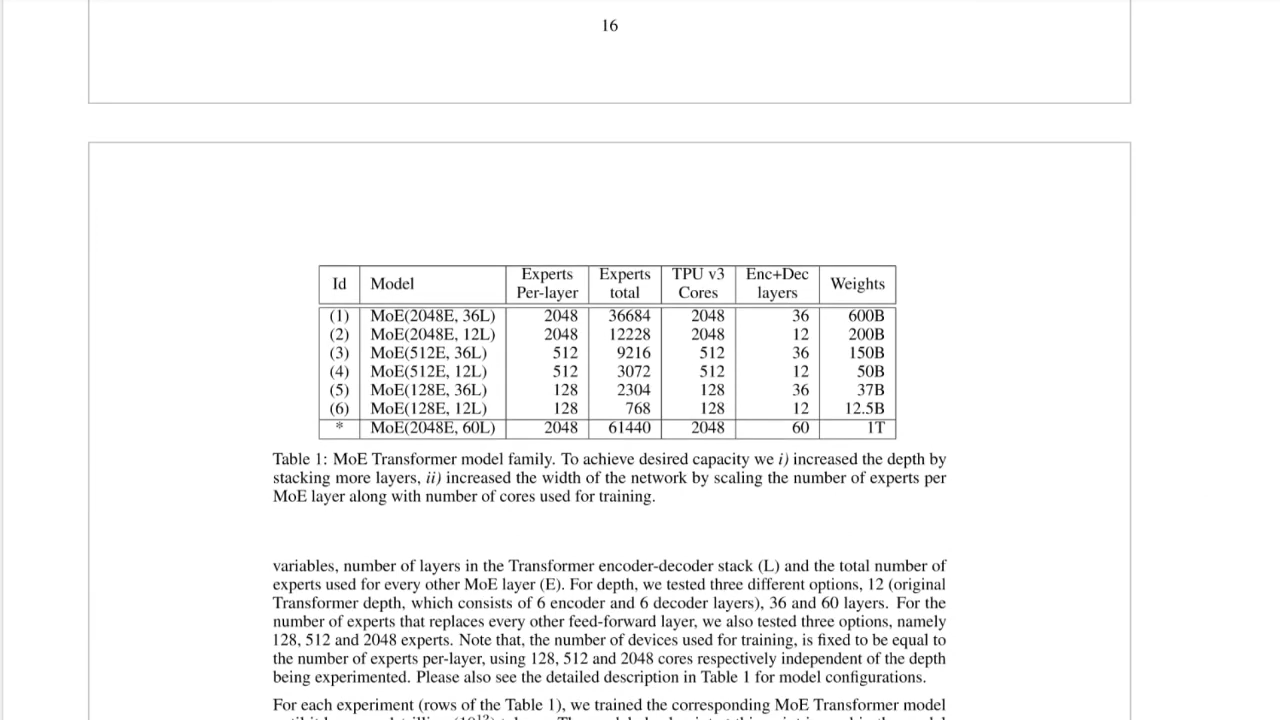 16
Id Model Experts Per-layer Experts total TPU v3 Cores Enc+Dec layers Weights
(1) MoE(2048E, 36L) 2048 36684 2048 36 600B
(2) MoE(2048E, 12L) 2048 12228 2048 12 200B
(3) MoE(512E, 36L) 512 9216 512 36 150B
(4) MoE(512E, 12L) 512 3072 512 12 50B
(5) MoE(128E, 36L) 128 2304 128 36 37B
(6) MoE(128E, 12L) 128 768 128 12 12.5B
* MoE(2048E, 60L) 2048 61440 2048 60 1T
Table 1: MoE Transformer model family. To achieve desired capacity we i) increased the depth by
stacking more layers, ii) increased the width of the network by scaling the number of experts per
MoE layer along with number of cores used for training.
variables, number of layers in the Transformer encoder-decoder stack (L) and the total number of
experts used for every other MoE layer (E). For depth, we tested three different options, 12 (original
Transformer depth, which consists of 6 encoder and 6 decoder layers), 36 and 60 layers. For the
number of experts that replaces every other feed-forward layer, we also tested three options, namely
128, 512 and 2048 experts. Note that, the number of devices used for training, is fixed to be equal to
the number of experts per-layer, using 128, 512 and 2048 cores respectively independent of the depth
being experimented. Please also see the detailed description in Table 1 for model configurations.
For each experiment (rows of the Table 1), we trained the corresponding MoE Transformer model